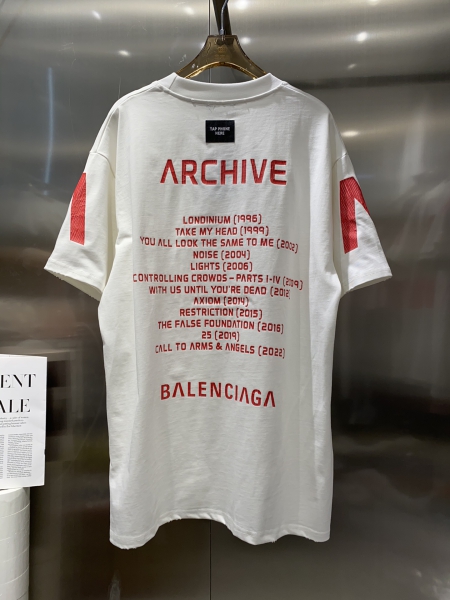 TAP PHONE
HERE
ARCHIVE
LONDINIUM (1996)
TAKE MY HEAD (1999)
YOU ALL LOOK THE SAME TO ME (2002)
NOISE (2004)
LIGHTS (2006)
CONTROLLING CROWDS – PARTS I-IV (2009)
WITH US UNTIL YOU'RE DEAD (2012)
AXIOM (2014)
RESTRICTION (2015)
THE FALSE FOUNDATION (2016)
25 (2019)
CALL TO ARMS & ANGELS (2022)
BALENCIAGA
ENT
ALE